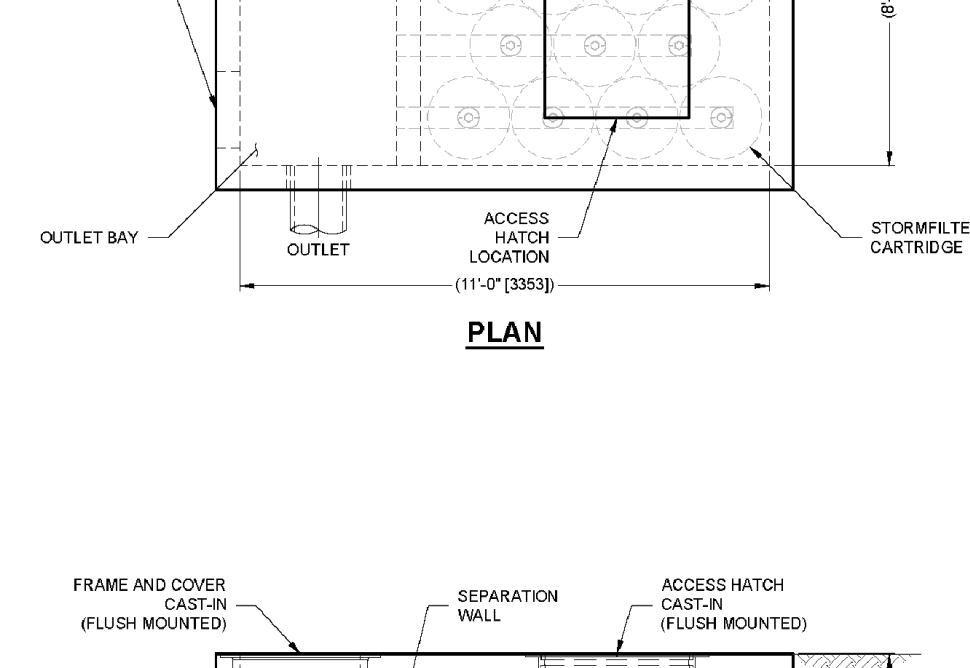 (8'-
OUTLET BAY
OUTLET
ACCESS
HATCH
LOCATION
STORMFILTE
CARTRIDGE
(11'-0" [3353])
PLAN
FRAME AND COVER
CAST-IN
(FLUSH MOUNTED)
SEPARATION
WALL
ACCESS HATCH
CAST-IN
(FLUSH MOUNTED)